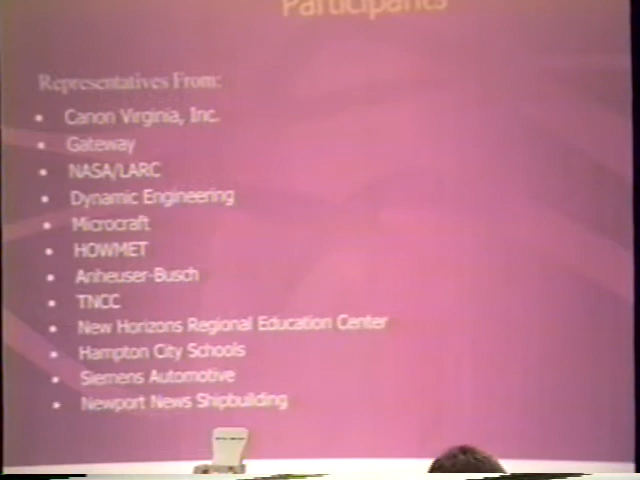 Participants
Representatives From:
• Canon Virginia, Inc.
• Gateway
• NASA/LARC
• Dynamic Engineering
• Microcraft
• HOWMET
• Anheuser-Busch
• TNCC
• New Horizons Regional Education Center
• Hampton City Schools
• Siemens Automotive
• Newport News Shipbuilding